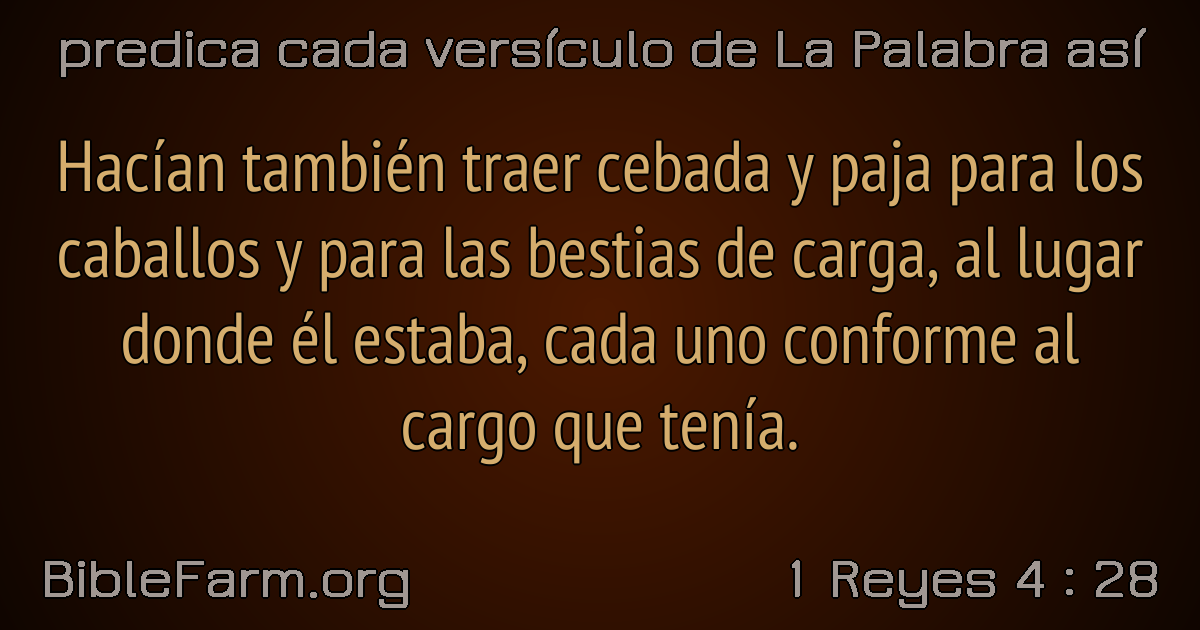 predica cada versículo de La Palabra así
Hacían también traer cebada y paja para los
caballos y para las bestias de carga, al lugar
donde él estaba, cada uno conforme al
cargo que tenía.
BibleFarm.org
1 Reyes 4 : 28